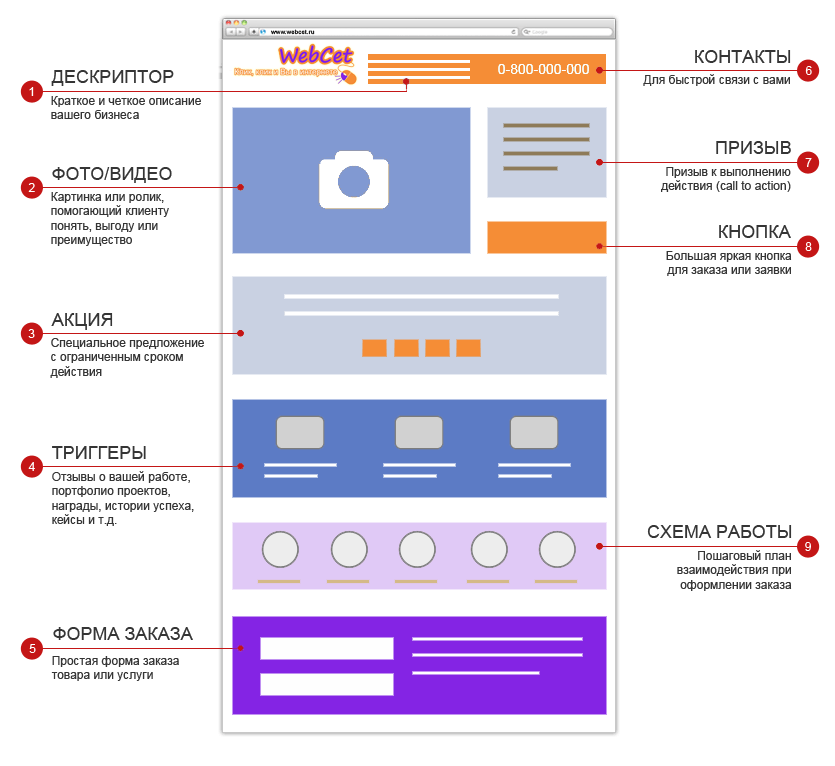 www.webcet.ru
Google
WebCet
Клик, клик и Вы в интернете
0-800-000-000
1
ДЕСКРИПТОР
Краткое и четкое описание
вашего бизнеса
2
ФОТО/ВИДЕО
Картинка или ролик,
помогающий клиенту
понять, выгоду или
преимущество
3
АКЦИЯ
Специальное предложение
с ограниченным сроком
действия
4
ТРИГГЕРЫ
Отзывы о вашей работе,
портфолио проектов,
награды, истории успеха,
кейсы и т.д.
5
ФОРМА ЗАКАЗА
Простая форма заказа
товара или услуги
КОНТАКТЫ
6
Для быстрой связи с вами
ПРИЗЫВ
7
Призыв к выполнению
действия (call to action)
КНОПКА
8
Большая яркая кнопка
для заказа или заявки
СХЕМА РАБОТЫ
9
Пошаговый план
взаимодействия при
оформлении заказа